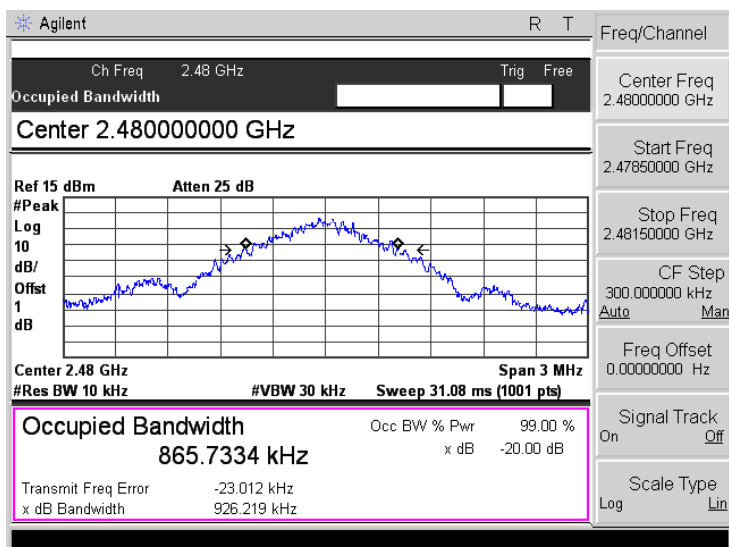 Agilent R T
Ch Freq 2.48 GHz Trig Free
Occupied Bandwidth
Center 2.480000000 GHz
Ref 15 dBm Atten 25 dB
#Peak
Log
10
dB/
Offst
1
dB
Center 2.48 GHz Span 3 MHz
#Res BW 10 kHz #VBW 30 kHz Sweep 31.08 ms (1001 pts)
Occupied Bandwidth Occ BW % Pwr 99.00 %
865.7334 kHz x dB -20.00 dB
Transmit Freq Error -23.012 kHz
x dB Bandwidth 926.219 kHz
Freq/Channel
Center Freq
2.48000000 GHz
Start Freq
2.47850000 GHz
Stop Freq
2.48150000 GHz
CF Step
300.000000 kHz
Auto Man
Freq Offset
0.00000000 Hz
Signal Track
On Off
Scale Type
Log Lin